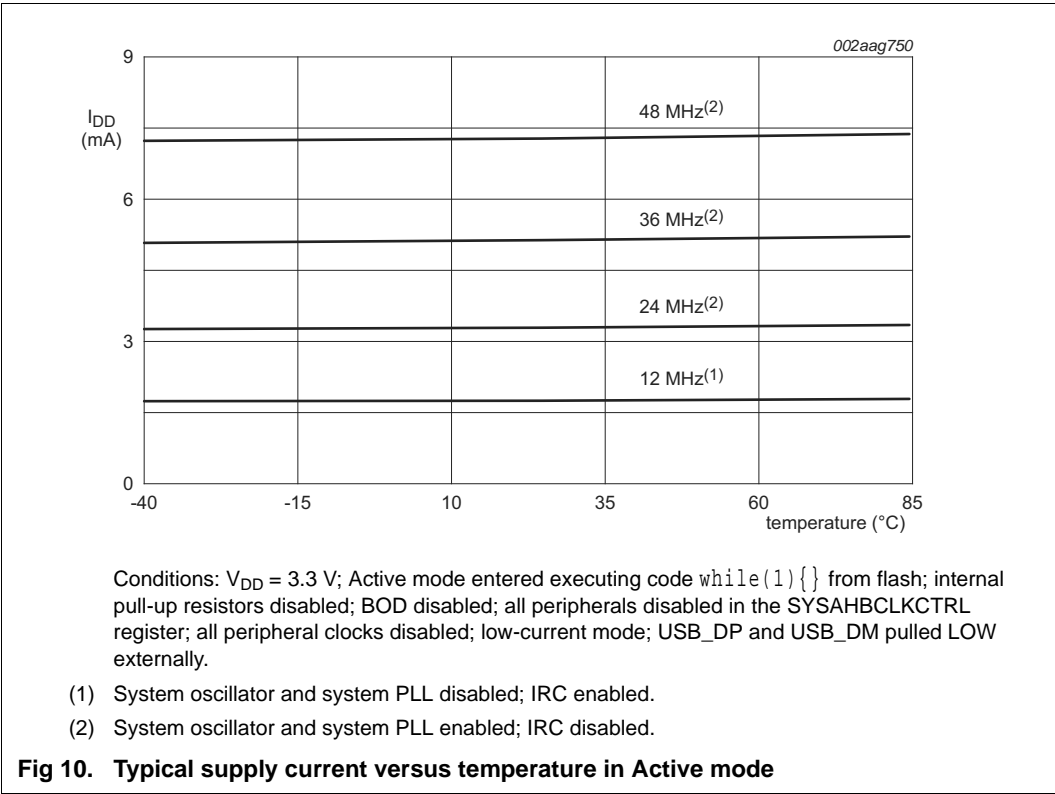 002aag750
9
I_DD
(mA)
48 MHz(2)
6
36 MHz(2)
24 MHz(2)
3
12 MHz(1)
0
-40 -15 10 35 60 85
temperature (°C)
Conditions: V_DD = 3.3 V; Active mode entered executing code while(1){} from flash; internal
pull-up resistors disabled; BOD disabled; all peripherals disabled in the SYSAHBCLKCTRL
register; all peripheral clocks disabled; low-current mode; USB_DP and USB_DM pulled LOW
externally.
(1) System oscillator and system PLL disabled; IRC enabled.
(2) System oscillator and system PLL enabled; IRC disabled.
Fig 10. Typical supply current versus temperature in Active mode